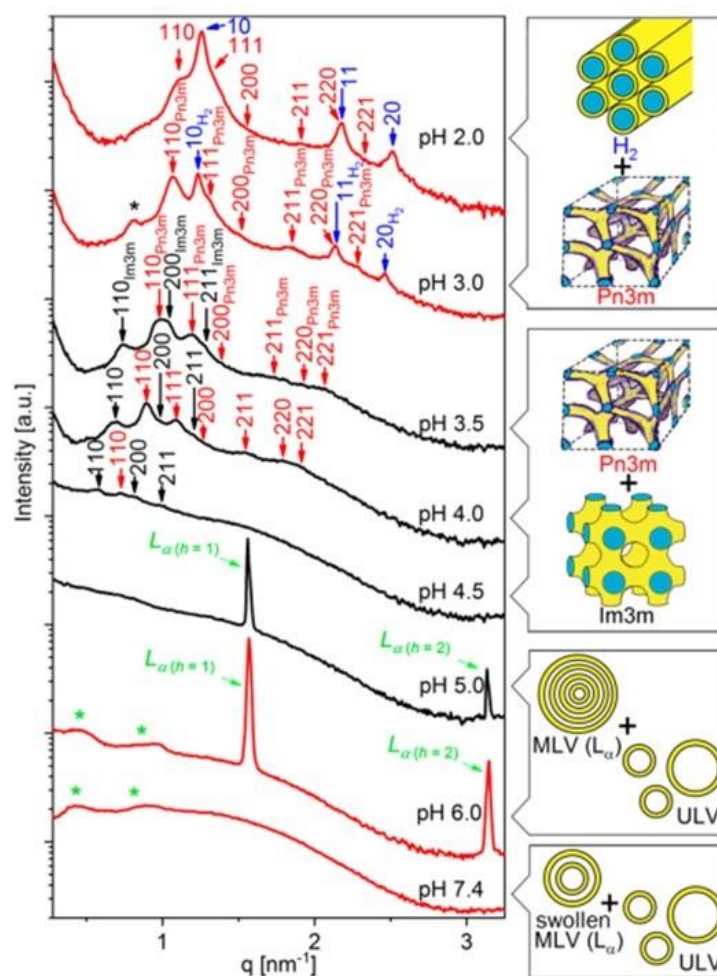 110
10
111
200
211
220
11
221
20
pH 2.0
110Pn3m
10H2
111Pn3m
200Pn3m
211Pn3m
220Pn3m
11H2
221Pn3m
20H2
*
pH 3.0
110Im3m
110Pn3m
200Im3m
111Pn3m
211Im3m
200Pn3m
211Pn3m
220Pn3m
221Pn3m
pH 3.5
110
110
200
111
211
200
211
220
221
pH 4.0
110
110
200
211
pH 4.5
Lα (h = 1)
Lα (h = 2)
pH 5.0
Lα (h = 1)
Lα (h = 2)
* *
pH 6.0
* *
pH 7.4
Intensity [a.u.]
1 2 3
q [nm⁻¹]
H2
+
Pn3m
Pn3m
+
Im3m
+
MLV (Lα)
ULV
+
swollen
MLV (Lα)
ULV